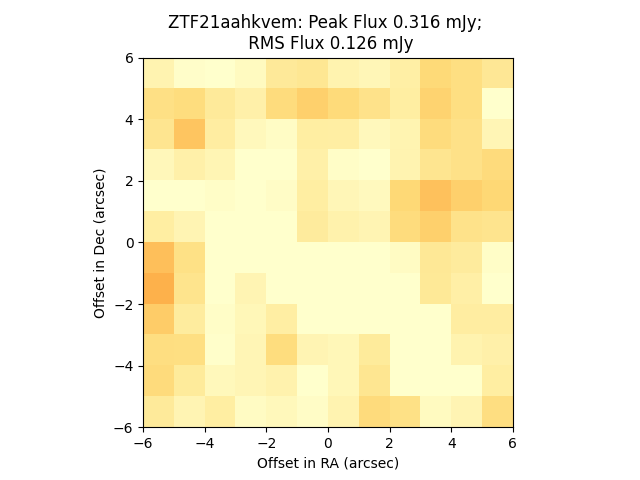 ZTF21aahkvem: Peak Flux 0.316 mJy;
RMS Flux 0.126 mJy
6
4
2
0
−2
−4
−6
Offset in Dec (arcsec)
−6 −4 −2 0 2 4 6
Offset in RA (arcsec)